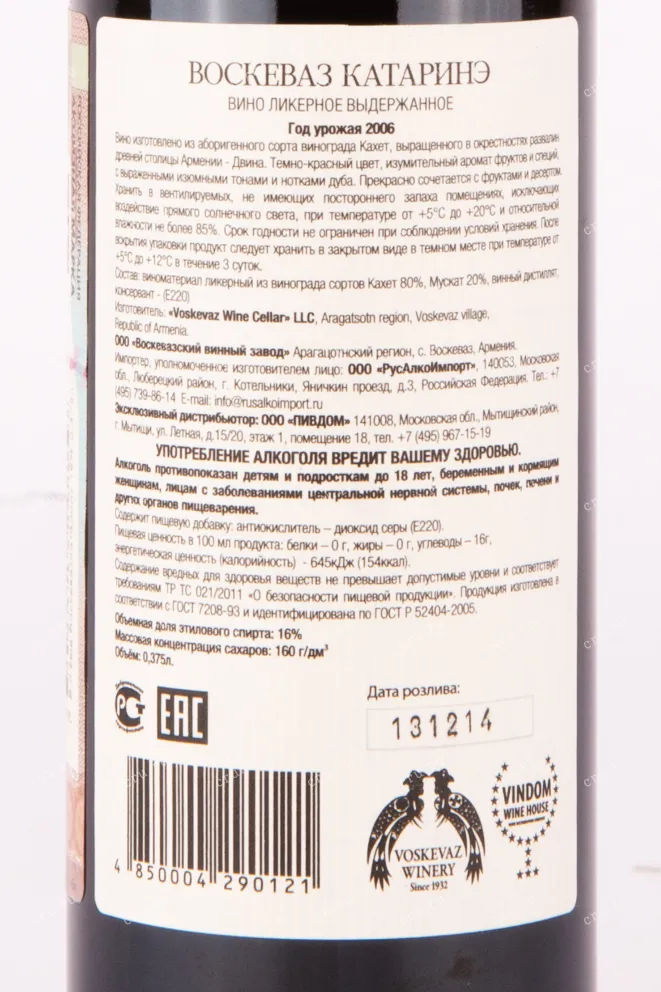 ВОСКЕВАЗ КАТАРИНЭ
ВИНО ЛИКЕРНОЕ ВЫДЕРЖАННОЕ
Год урожая 2006
Вино изготовлено из аборигенного сорта винограда Кахет, выращенного в окрестностях развалин
древней столицы Армении - Двина. Темно-красный цвет, изумительный аромат фруктов и специй,
с выраженными изюмными тонами и нотками дуба. Прекрасно сочетается с фруктами и десертом.
Хранить в вентилируемых, не имеющих постороннего запаха помещениях, исключающих
воздействие прямого солнечного света, при температуре от +5°С до +20°С и относительной
влажности не более 85%. Срок годности не ограничен при соблюдении условий хранения. После
вскрытия упаковки продукт следует хранить в закрытом виде в темном месте при температуре от
+5°С до +12°С в течение 3 суток.
Состав: виноматериал ликерный из винограда сортов Кахет 80%, Мускат 20%, винный дистиллят,
консервант - (Е220)
Изготовитель: «Voskevaz Wine Cellar» LLC, Aragatsotn region, Voskevaz village,
Republic of Armenia.
ООО «Воскевазский винный завод» Арагацотнский регион, с. Воскеваз, Армения.
Импортер, уполномоченное изготовителем лицо: ООО «РусАлкоИмпорт», 140053, Московская
обл., Люберецкий район, г. Котельники, Яничкин проезд, д.3, Российская Федерация. Тел.: +7
(495) 739-86-14 E-mail: info@rusalkoimport.ru
Эксклюзивный дистрибьютор: ООО «ПИВДОМ» 141008, Московская обл., Мытищинский район,
г. Мытищи, ул. Летная, д.15/20, этаж 1, помещение 18, тел. +7 (495) 967-15-19
УПОТРЕБЛЕНИЕ АЛКОГОЛЯ ВРЕДИТ ВАШЕМУ ЗДОРОВЬЮ.
Алкоголь противопоказан детям и подросткам до 18 лет, беременным и кормящим
женщинам, лицам с заболеваниями центральной нервной системы, почек, печени и
других органов пищеварения.
Содержит пищевую добавку: антиокислитель – диоксид серы (Е220).
Пищевая ценность в 100 мл продукта: белки – 0 г, жиры – 0 г, углеводы – 16г,
энергетическая ценность (калорийность) - 645кДж (154ккал).
Содержание вредных для здоровья веществ не превышает допустимые уровни и соответствует
требованиям ТР ТС 021/2011 «О безопасности пищевой продукции». Продукция изготовлена в
соответствии с ГОСТ 7208-93 и идентифицирована по ГОСТ Р 52404-2005.
Объемная доля этилового спирта: 16%
Массовая концентрация сахаров: 160 г/дм³
Объём: 0,375л.
Дата розлива:
131214
РСТ
ЕАС
4 850004 290121
VOSKEVAZ
WINERY
Since 1932
VINDOM
WINE HOUSE